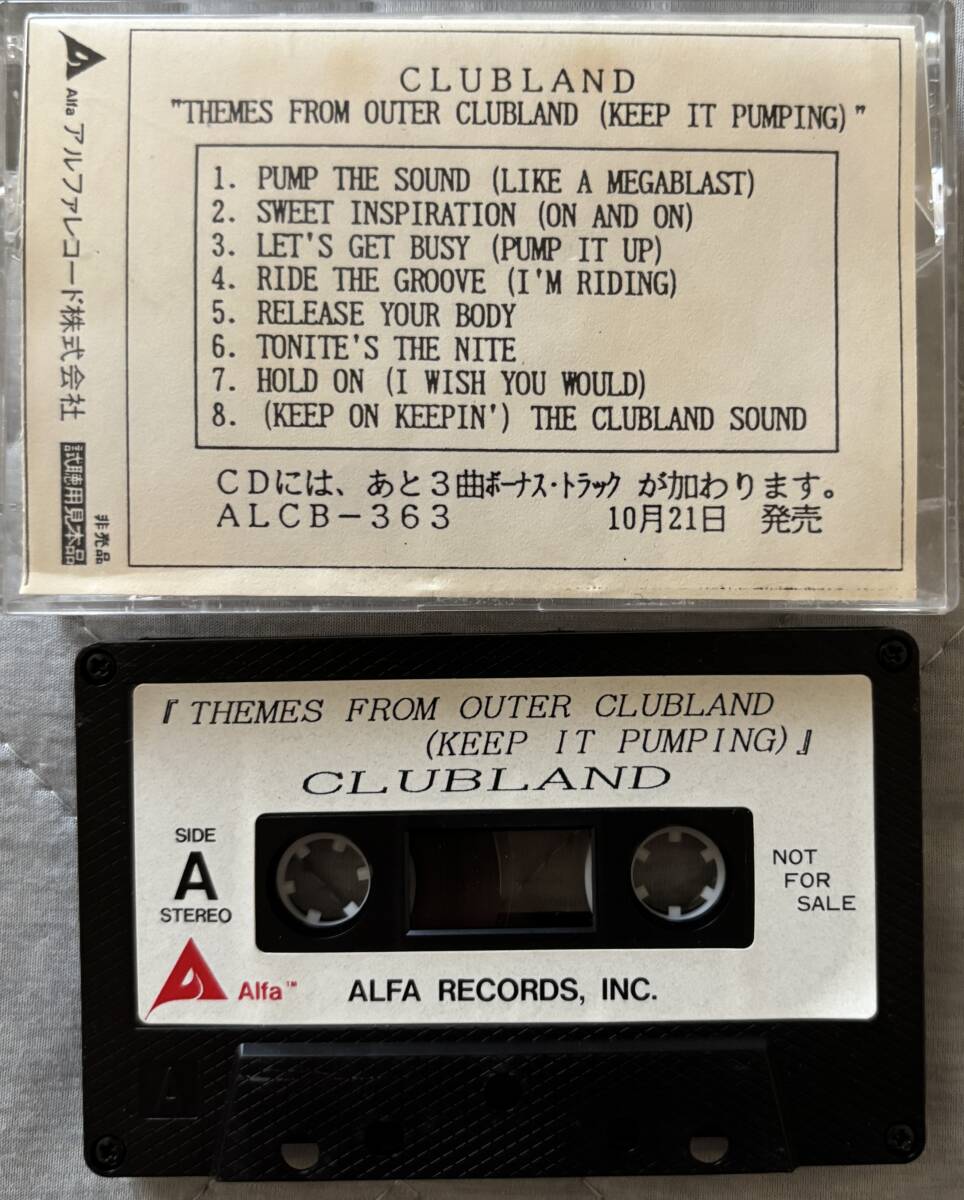 CLUBLAND
"THEMES FROM OUTER CLUBLAND (KEEP IT PUMPING)"
1. PUMP THE SOUND (LIKE A MEGABLAST)
2. SWEET INSPIRATION (ON AND ON)
3. LET'S GET BUSY (PUMP IT UP)
4. RIDE THE GROOVE (I'M RIDING)
5. RELEASE YOUR BODY
6. TONITE'S THE NITE
7. HOLD ON (I WISH YOU WOULD)
8. (KEEP ON KEEPIN') THE CLUBLAND SOUND
CDには、あと3曲ボーナス・トラックが加わります。
ALCB-363 10月21日 発売
Alfa アルファレコード株式会社
試聴用見本品
非売品
『THEMES FROM OUTER CLUBLAND
(KEEP IT PUMPING)』
CLUBLAND
SIDE
A
STEREO
NOT
FOR
SALE
Alfa™
ALFA RECORDS, INC.
A